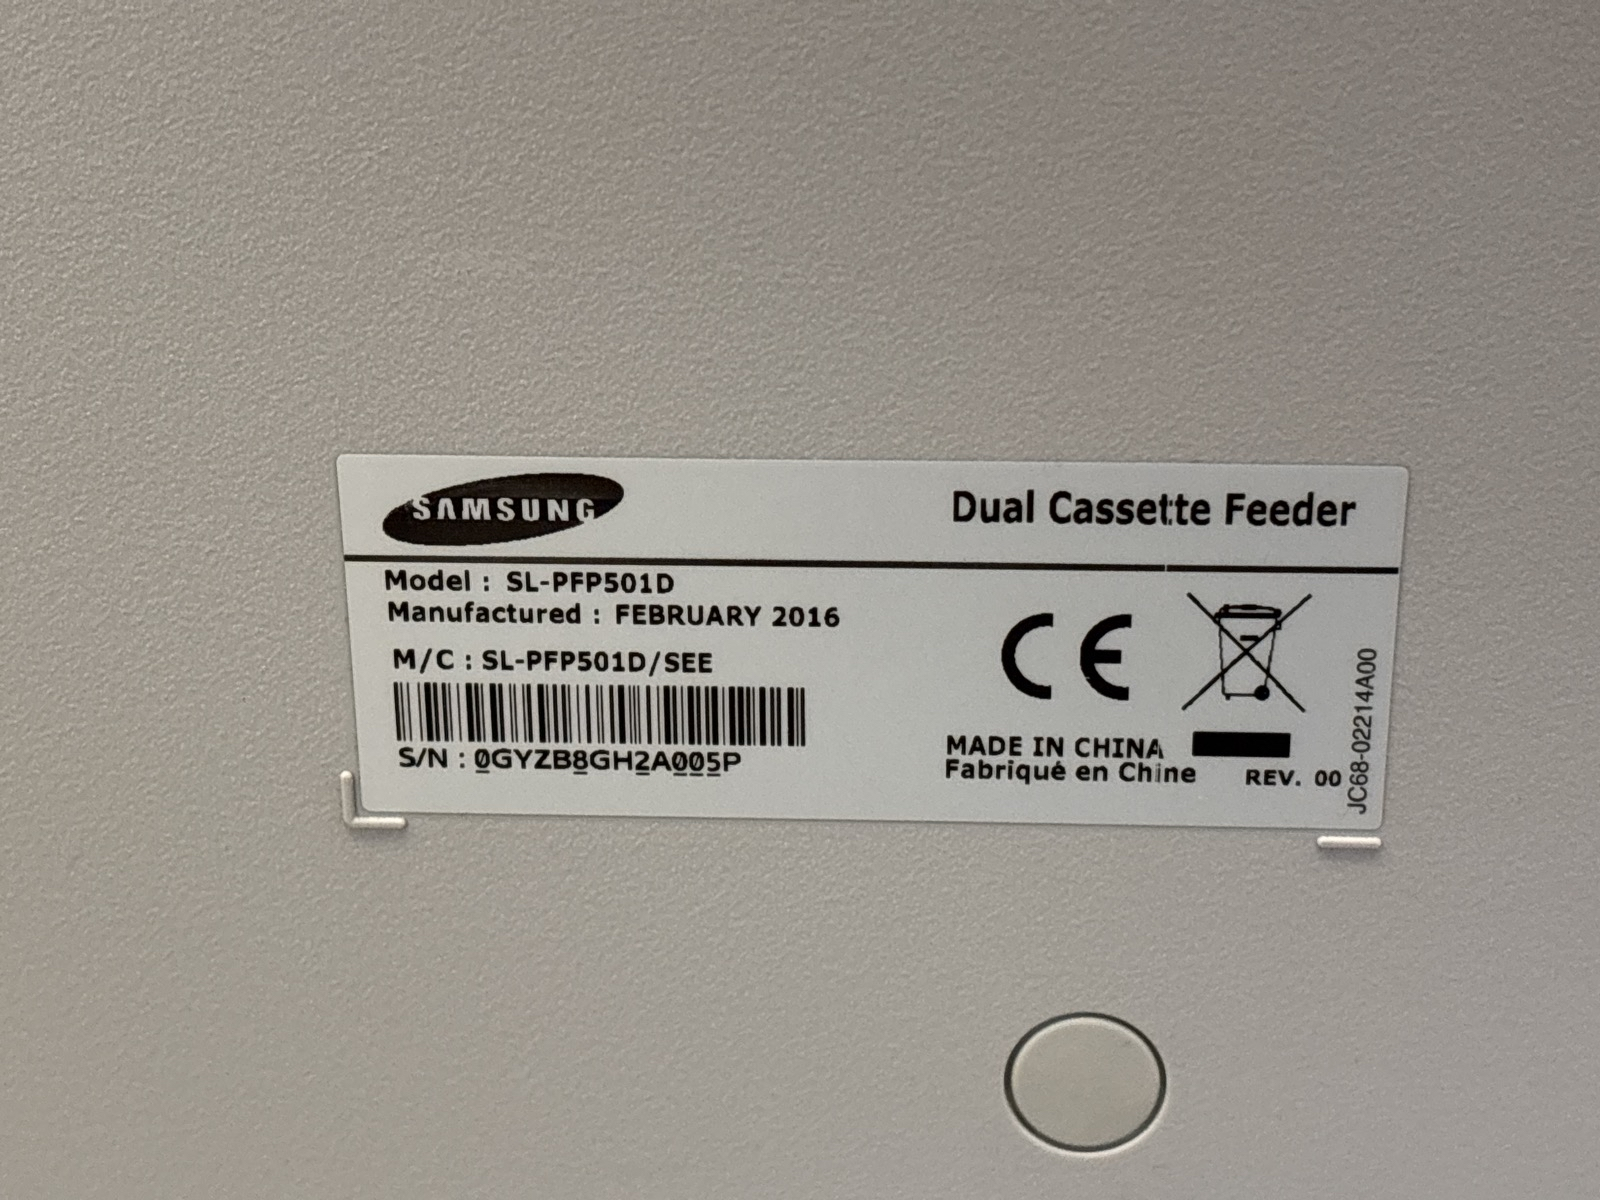 SAMSUNG
Dual Cassette Feeder
Model : SL-PFP501D
Manufactured : FEBRUARY 2016
M/C : SL-PFP501D/SEE
S/N : 0GYZB8GH2A005P
CE
MADE IN CHINA
Fabriqué en Chine
REV. 00
JC68-02214A00